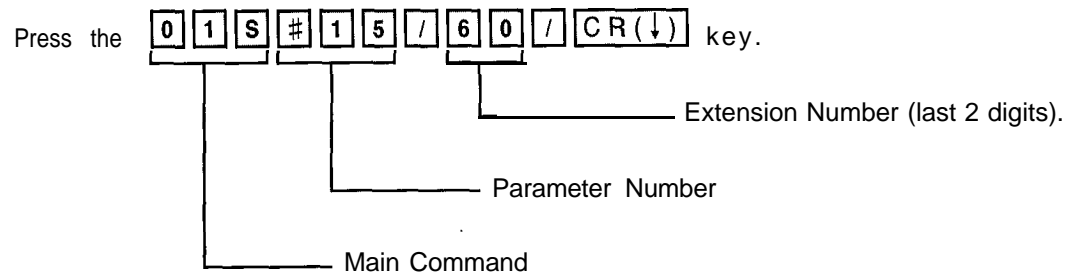 Press the 0 1 S # 1 5 / 6 0 / CR(↓) key.
Extension Number (last 2 digits).
Parameter Number
Main Command